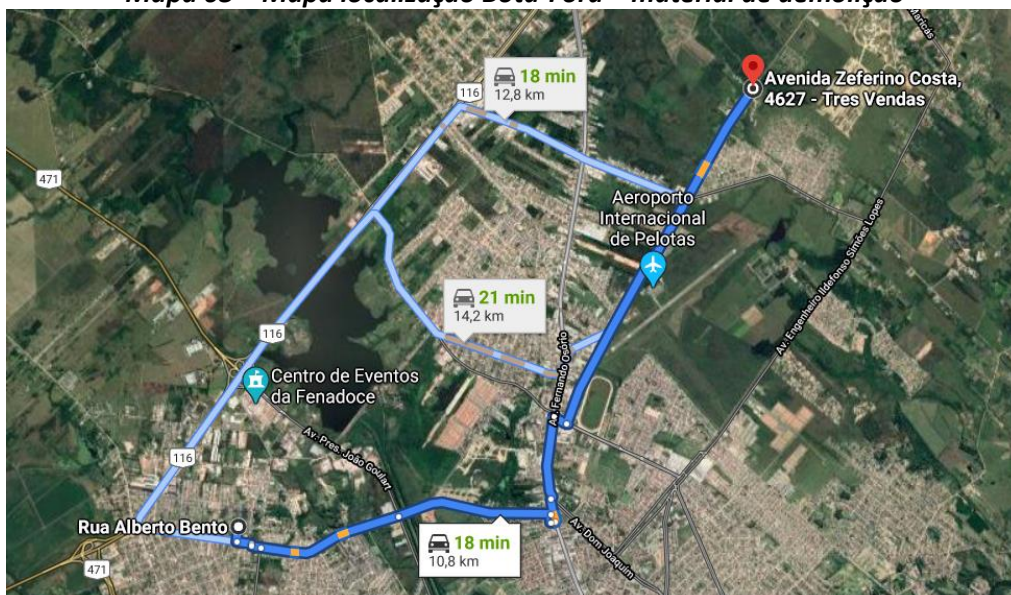 Mapa – Mapa localização Bota-Fora – material de demolição
Maricás
18 min
12,8 km
116
Avenida Zeferino Costa,
4627 - Tres Vendas
471
Aeroporto
Internacional
de Pelotas
Av. Engenheiro Ildefonso Simões Lopes
21 min
14,2 km
116
Av. Fernando Osório
Centro de Eventos
da Fenadoce
Av. Pres. João Goulart
116
Rua Alberto Bento
18 min
10,8 km
Av. Dom Joaquim
471